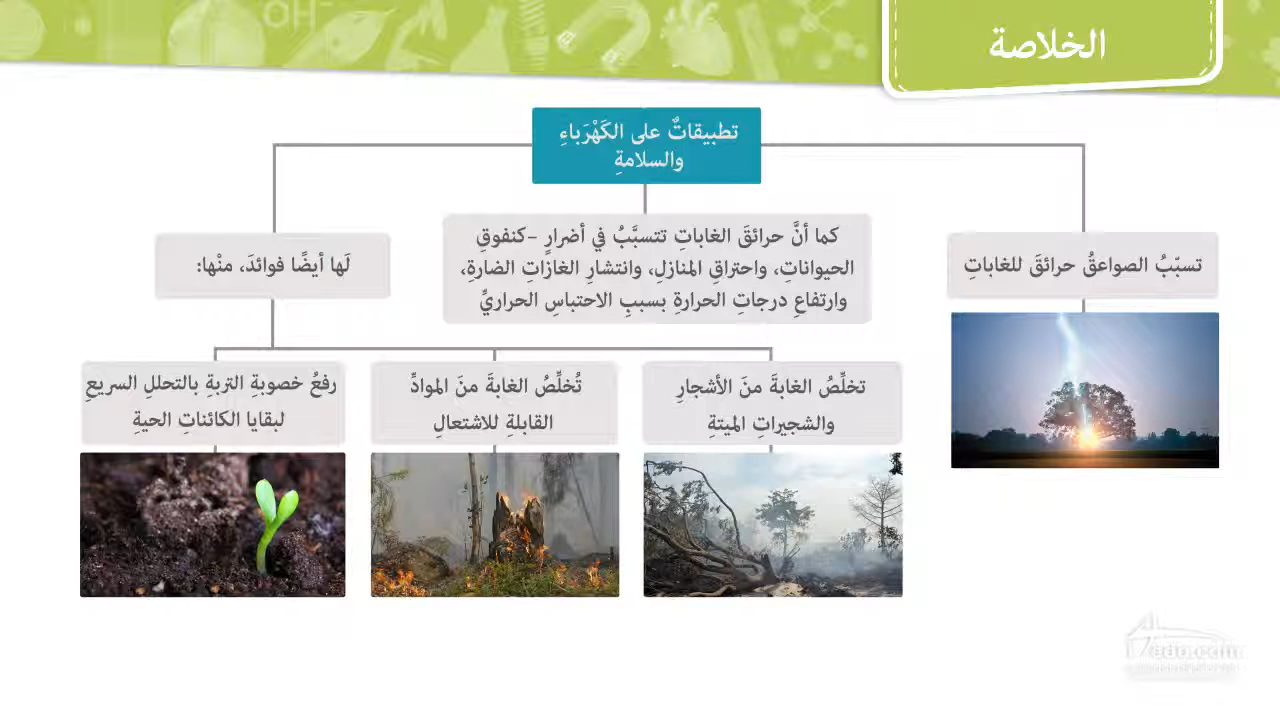 OH⁻
الخلاصة
تطبيقاتٌ على الكَهْرَباءِ
والسلامةِ
تسبّبُ الصواعقُ حرائقَ للغاباتِ
كما أنَّ حرائقَ الغاباتِ تتسبَّبُ في أضرارٍ –كنفوقِ
الحيواناتِ، واحتراقِ المنازلِ، وانتشارِ الغازاتِ الضارةِ،
وارتفاعِ درجاتِ الحرارةِ بسببِ الاحتباسِ الحراريِّ
لَها أيضًا فوائدَ، منْها:
تخلِّصُ الغابةَ منَ الأشجارِ
والشجيراتِ الميتةِ
تُخلِّصُ الغابةَ منَ الموادِّ
القابلةِ للاشتعالِ
رفعُ خصوبةِ التربةِ بالتحللِ السريعِ
لبقايا الكائناتِ الحيةِ